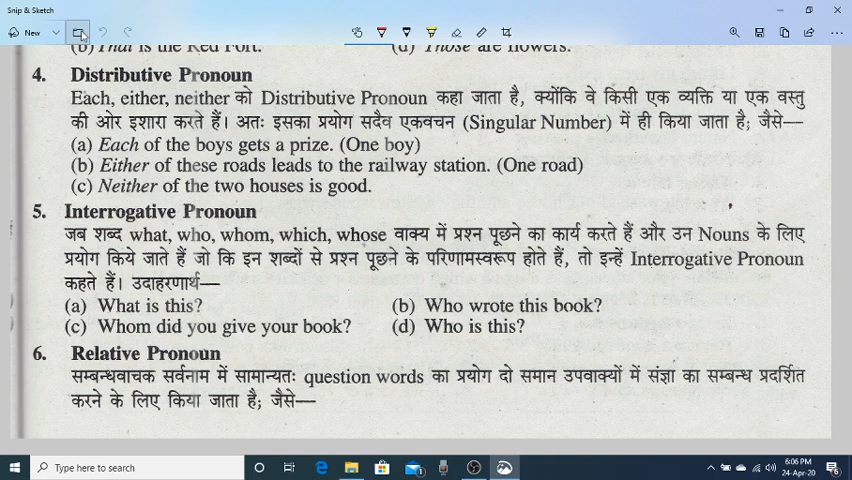 Snip & Sketch
New
(b) That is the Red Fort. (d) Those are flowers.
4. Distributive Pronoun
Each, either, neither को Distributive Pronoun कहा जाता है, क्योंकि वे किसी एक व्यक्ति या एक वस्तु
की ओर इशारा करते हैं। अतः इसका प्रयोग सदैव एकवचन (Singular Number) में ही किया जाता है; जैसे—
(a) Each of the boys gets a prize. (One boy)
(b) Either of these roads leads to the railway station. (One road)
(c) Neither of the two houses is good.
5. Interrogative Pronoun
जब शब्द what, who, whom, which, whose वाक्य में प्रश्न पूछने का कार्य करते हैं और उन Nouns के लिए
प्रयोग किये जाते हैं जो कि इन शब्दों से प्रश्न पूछने के परिणामस्वरूप होते हैं, तो इन्हें Interrogative Pronoun
कहते हैं। उदाहरणार्थ—
(a) What is this? (b) Who wrote this book?
(c) Whom did you give your book? (d) Who is this?
6. Relative Pronoun
सम्बन्धवाचक सर्वनाम में सामान्यतः question words का प्रयोग दो समान उपवाक्यों में संज्ञा का सम्बन्ध प्रदर्शित
करने के लिए किया जाता है; जैसे—
Type here to search
6:06 PM
24-Apr-20